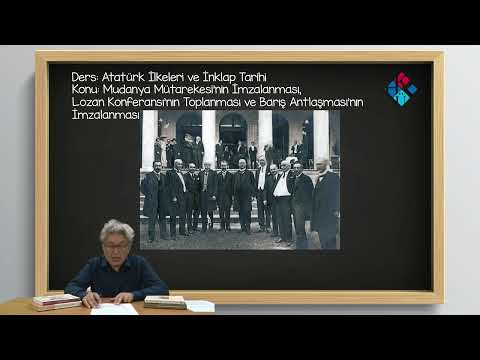 Ders: Atatürk İlkeleri ve İnklap Tarihi
Konu: Mudanya Mütarekesi'nin İmzalanması,
Lozan Konferansı'nın Toplanması ve Barış Antlaşması'nın
İmzalanması